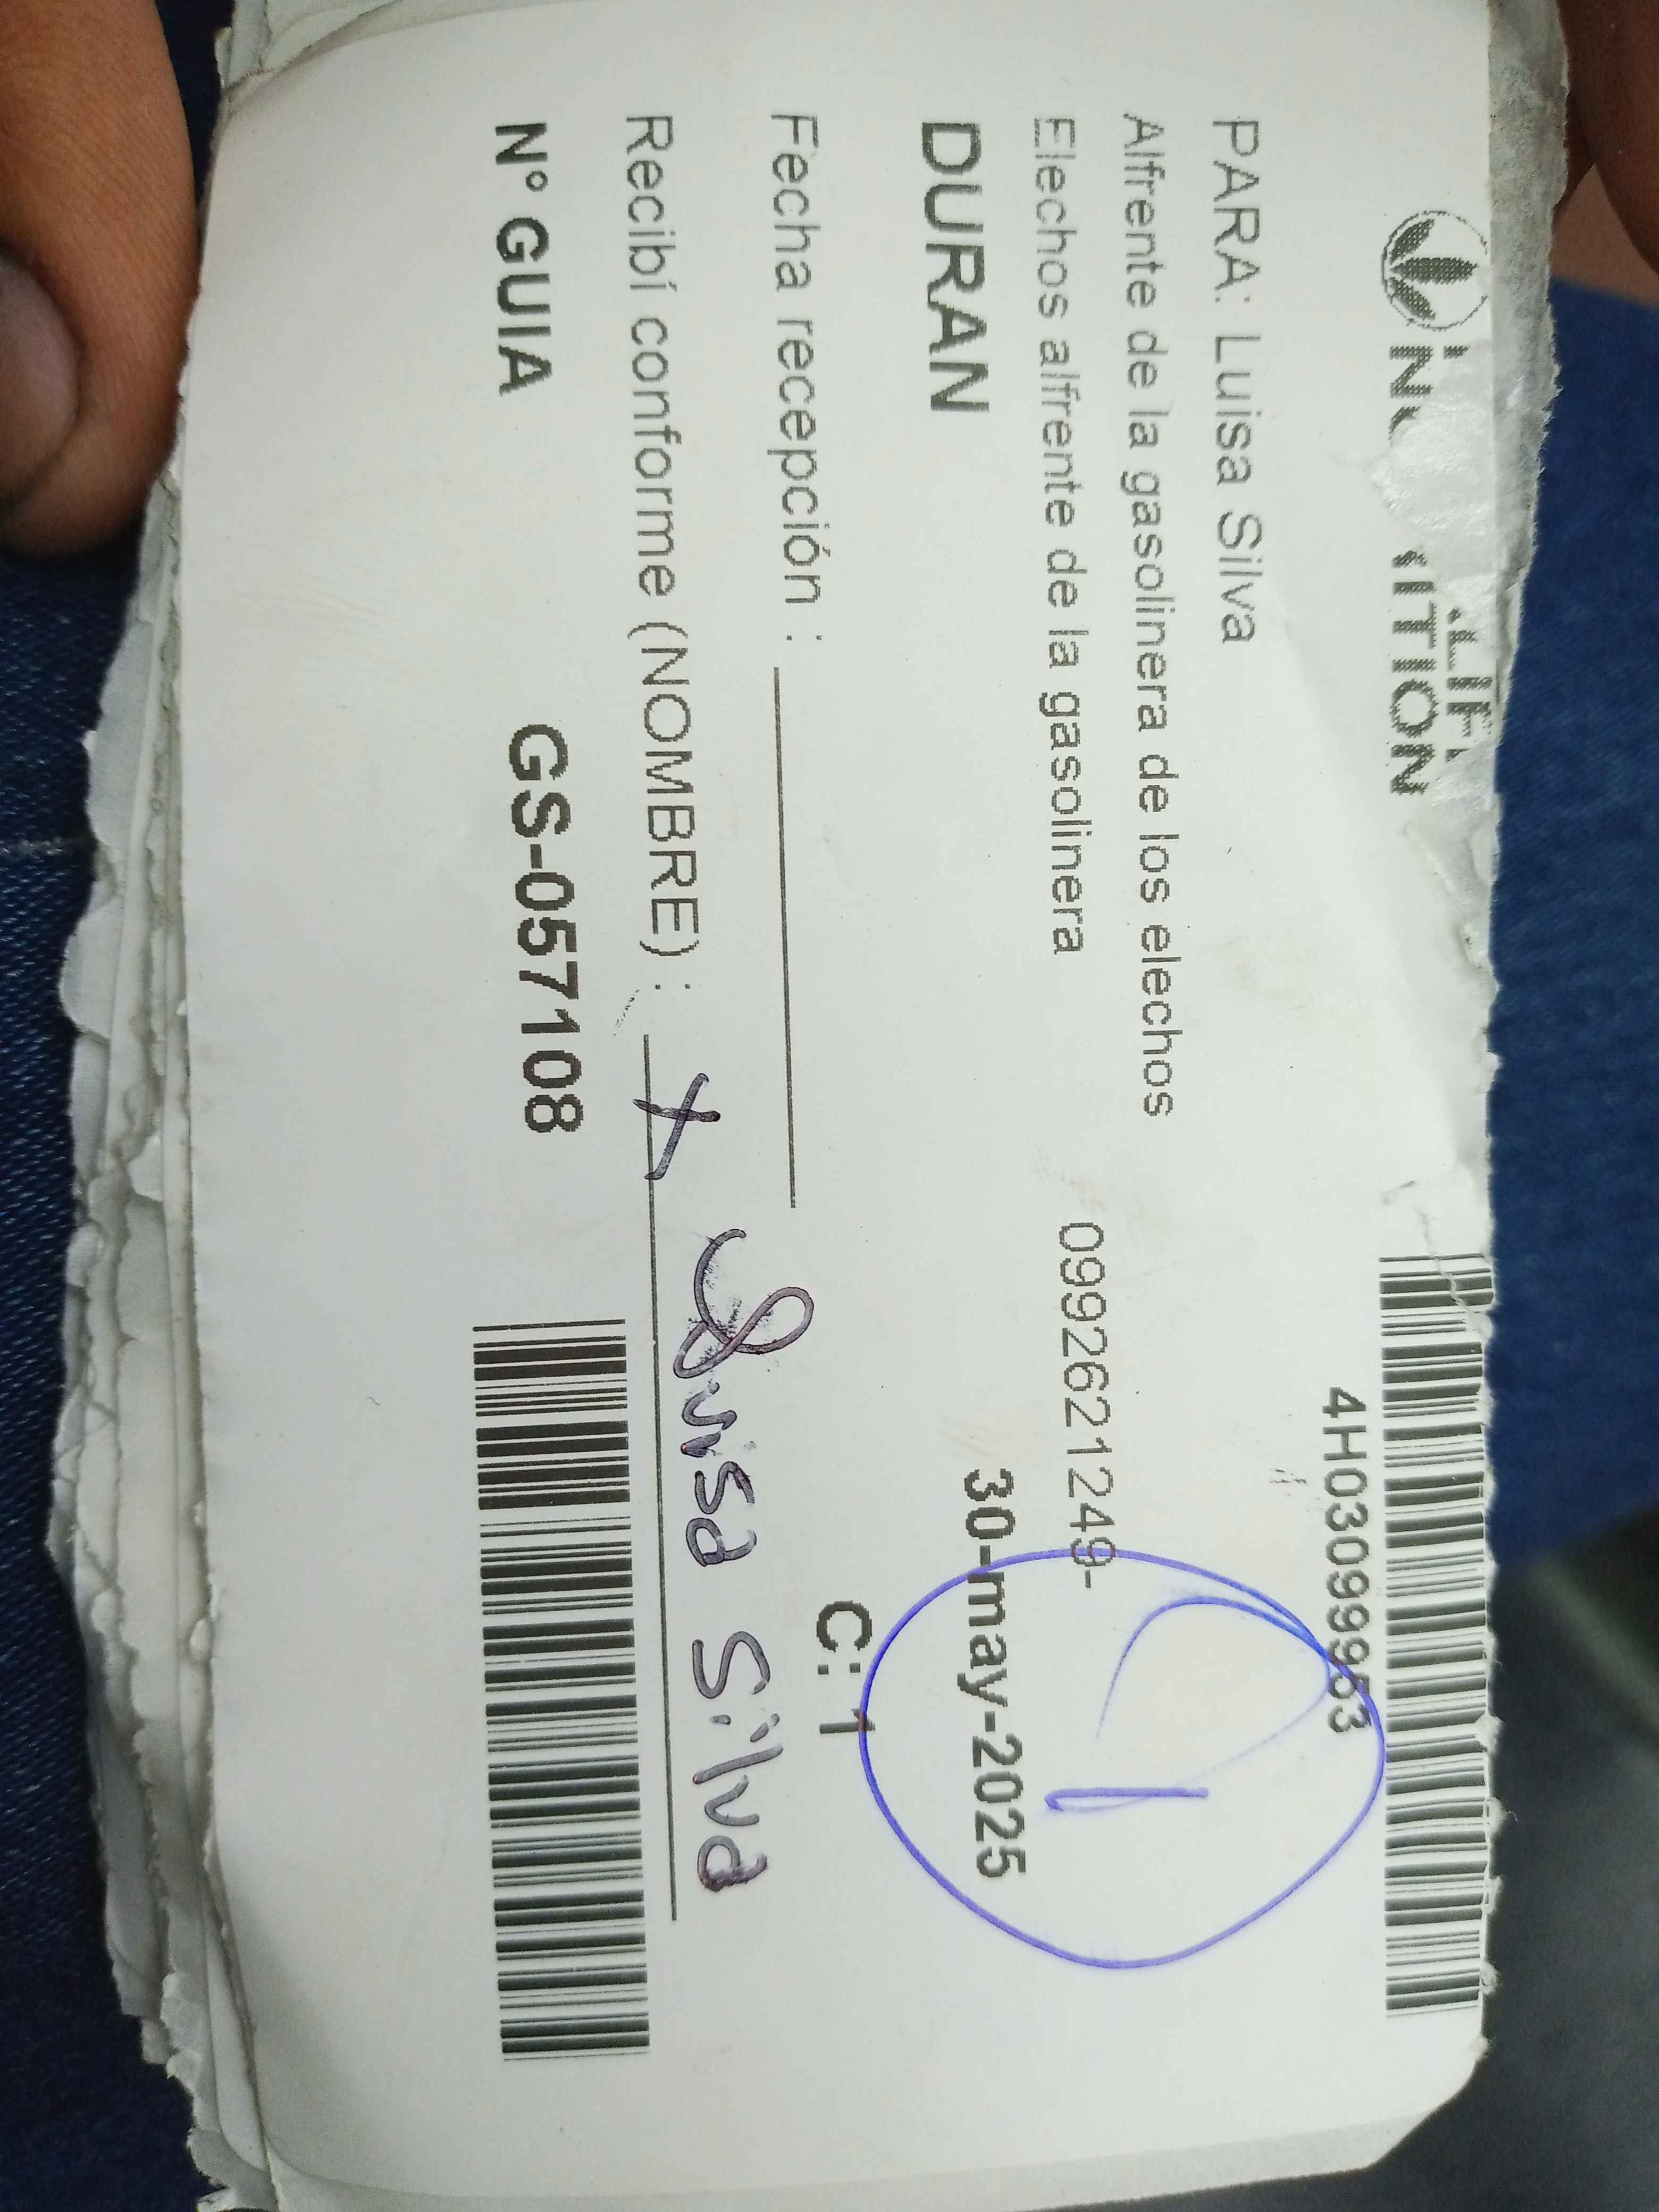 PARA: Luisa Silva
4H03099953
Alfrente de la gasolinera de los elechos
Elechos alfrente de la gasolinera
0992621249-
DURAN
30-may-2025
Fecha recepción :
C: 1
Recibí conforme (NOMBRE) : x Luisa Silva
N° GUIA GS-057108